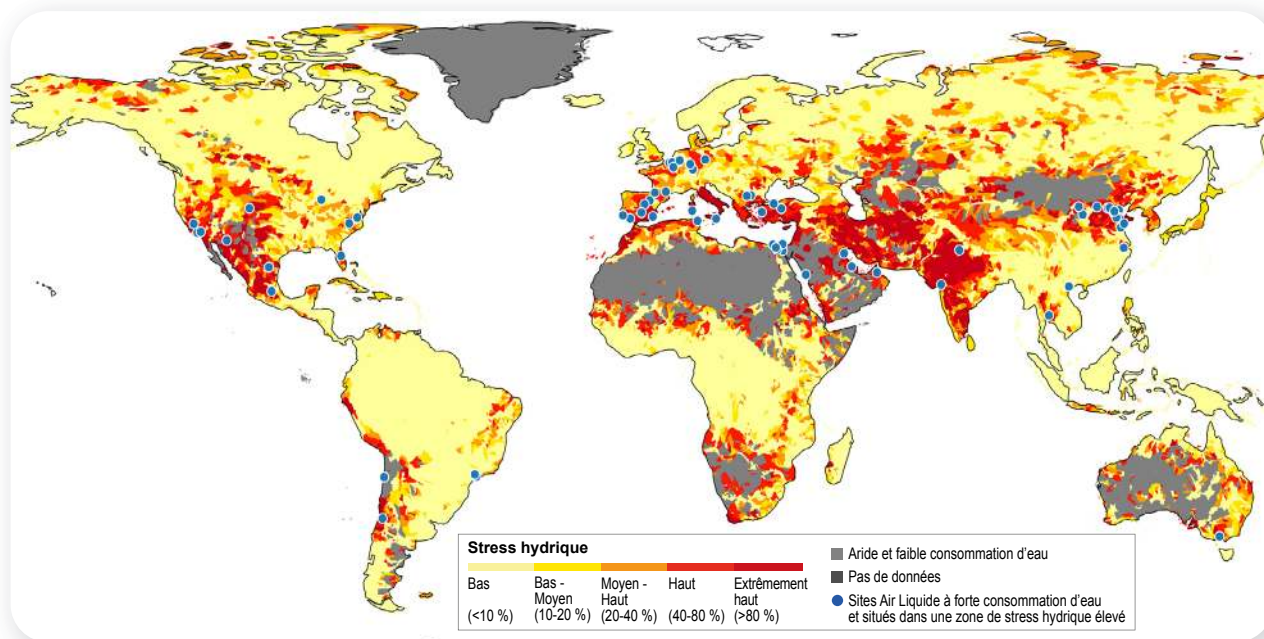 Stress hydrique
Bas
(<10 %)
Bas -
Moyen
(10-20 %)
Moyen -
Haut
(20-40 %)
Haut
(40-80 %)
Extrêmement
haut
(>80 %)
Aride et faible consommation d'eau
Pas de données
Sites Air Liquide à forte consommation d'eau
et situés dans une zone de stress hydrique élevé